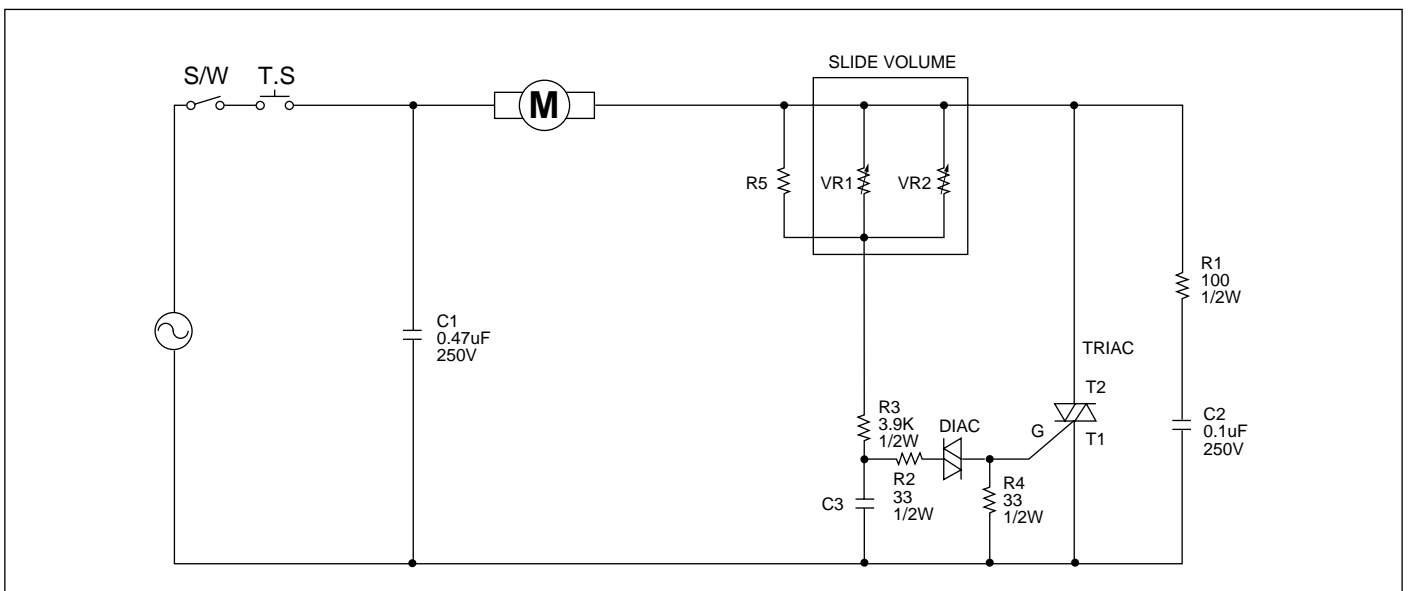 SLIDE VOLUME
S/W T.S
M
R5
VR1
VR2
R1
100
1/2W
C1
0.47uF
250V
TRIAC
T2
R3
3.9K
1/2W
DIAC
G
T1
C2
0.1uF
250V
R2
33
1/2W
R4
33
1/2W
C3